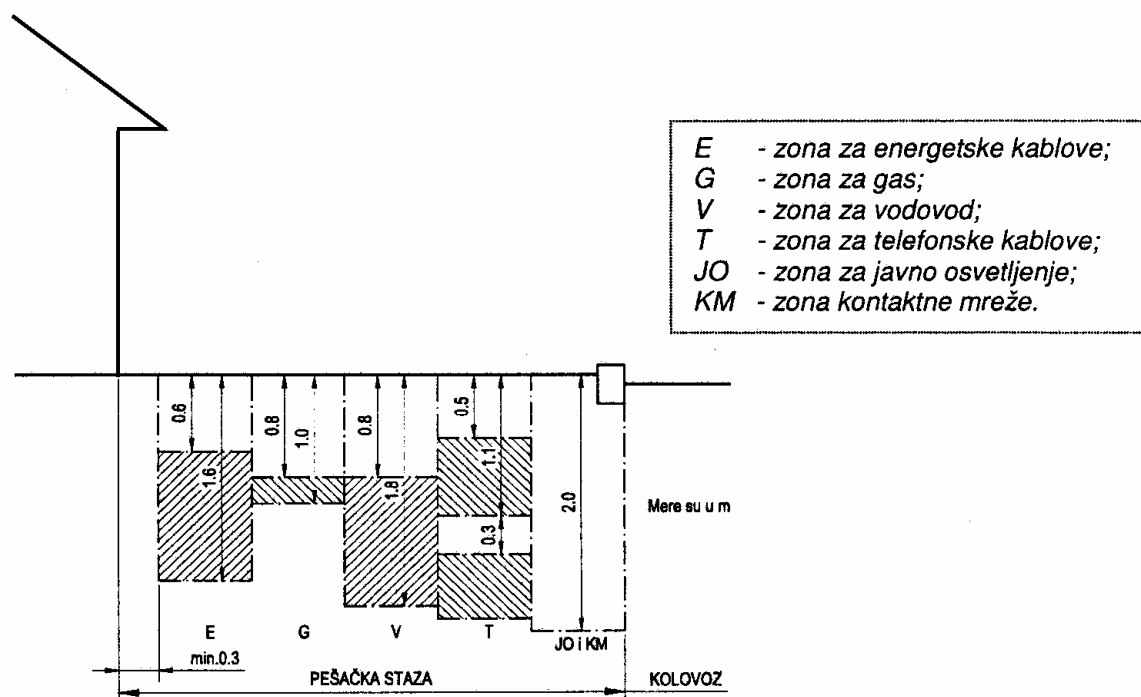 E - zona za energetske kablove;
G - zona za gas;
V - zona za vodovod;
T - zona za telefonske kablove;
JO - zona za javno osvetljenje;
KM - zona kontaktne mreže.
0.6
1.6
0.8
1.0
0.8
1.8
0.5
1.1
0.3
2.0
Mere su u m
E G V T JO i KM
min.0.3
PEŠAČKA STAZA KOLOVOZ